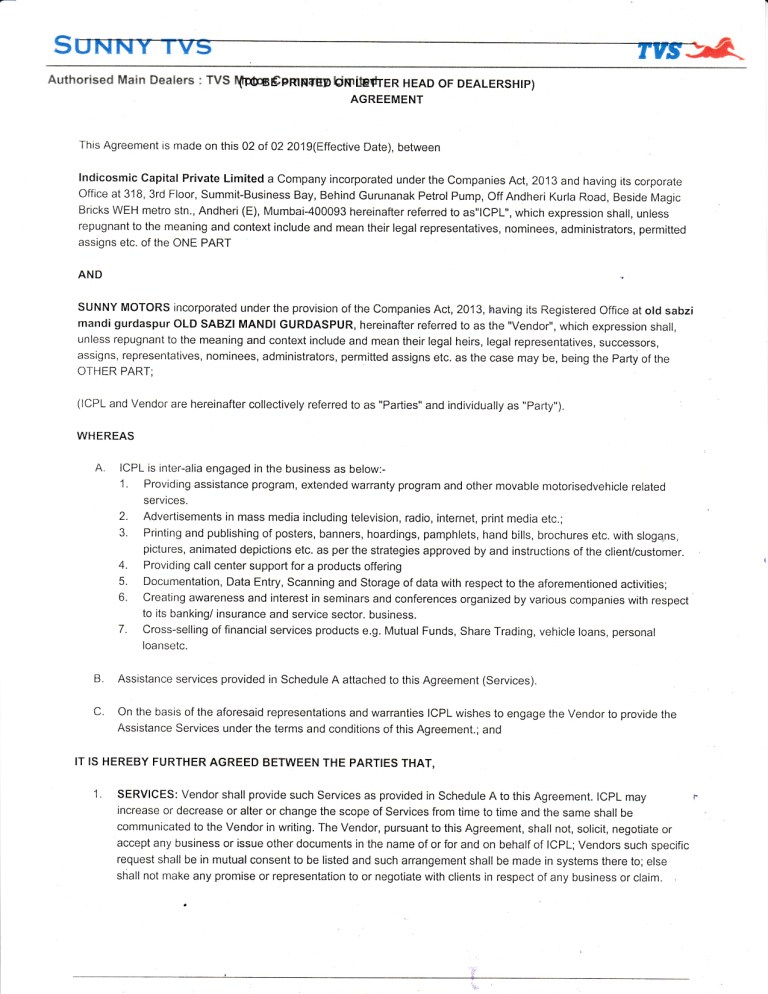 SUNNY TVS
TVS
Authorised Main Dealers : TVS Motor Company Limited
(TO BE PRINTED ON LETTER HEAD OF DEALERSHIP)
AGREEMENT
This Agreement is made on this 02 of 02 2019(Effective Date), between
Indicosmic Capital Private Limited a Company incorporated under the Companies Act, 2013 and having its corporate
Office at 318, 3rd Floor, Summit-Business Bay, Behind Gurunanak Petrol Pump, Off Andheri Kurla Road, Beside Magic
Bricks WEH metro stn., Andheri (E), Mumbai-400093 hereinafter referred to as"ICPL", which expression shall, unless
repugnant to the meaning and context include and mean their legal representatives, nominees, administrators, permitted
assigns etc. of the ONE PART
AND
SUNNY MOTORS incorporated under the provision of the Companies Act, 2013, having its Registered Office at old sabzi
mandi gurdaspur OLD SABZI MANDI GURDASPUR, hereinafter referred to as the "Vendor", which expression shall,
unless repugnant to the meaning and context include and mean their legal heirs, legal representatives, successors,
assigns, representatives, nominees, administrators, permitted assigns etc. as the case may be, being the Party of the
OTHER PART;
(ICPL and Vendor are hereinafter collectively referred to as "Parties" and individually as "Party").
WHEREAS
A. ICPL is inter-alia engaged in the business as below:-
1. Providing assistance program, extended warranty program and other movable motorisedvehicle related
services.
2. Advertisements in mass media including television, radio, internet, print media etc.;
3. Printing and publishing of posters, banners, hoardings, pamphlets, hand bills, brochures etc. with slogans,
pictures, animated depictions etc. as per the strategies approved by and instructions of the client/customer.
4. Providing call center support for a products offering
5. Documentation, Data Entry, Scanning and Storage of data with respect to the aforementioned activities;
6. Creating awareness and interest in seminars and conferences organized by various companies with respect
to its banking/ insurance and service sector. business.
7. Cross-selling of financial services products e.g. Mutual Funds, Share Trading, vehicle loans, personal
loansetc.
B. Assistance services provided in Schedule A attached to this Agreement (Services).
C. On the basis of the aforesaid representations and warranties ICPL wishes to engage the Vendor to provide the
Assistance Services under the terms and conditions of this Agreement.; and
IT IS HEREBY FURTHER AGREED BETWEEN THE PARTIES THAT,
1. SERVICES: Vendor shall provide such Services as provided in Schedule A to this Agreement. ICPL may
increase or decrease or alter or change the scope of Services from time to time and the same shall be
communicated to the Vendor in writing. The Vendor, pursuant to this Agreement, shall not, solicit, negotiate or
accept any business or issue other documents in the name of or for and on behalf of ICPL; Vendors such specific
request shall be in mutual consent to be listed and such arrangement shall be made in systems there to; else
shall not make any promise or representation to or negotiate with clients in respect of any business or claim.